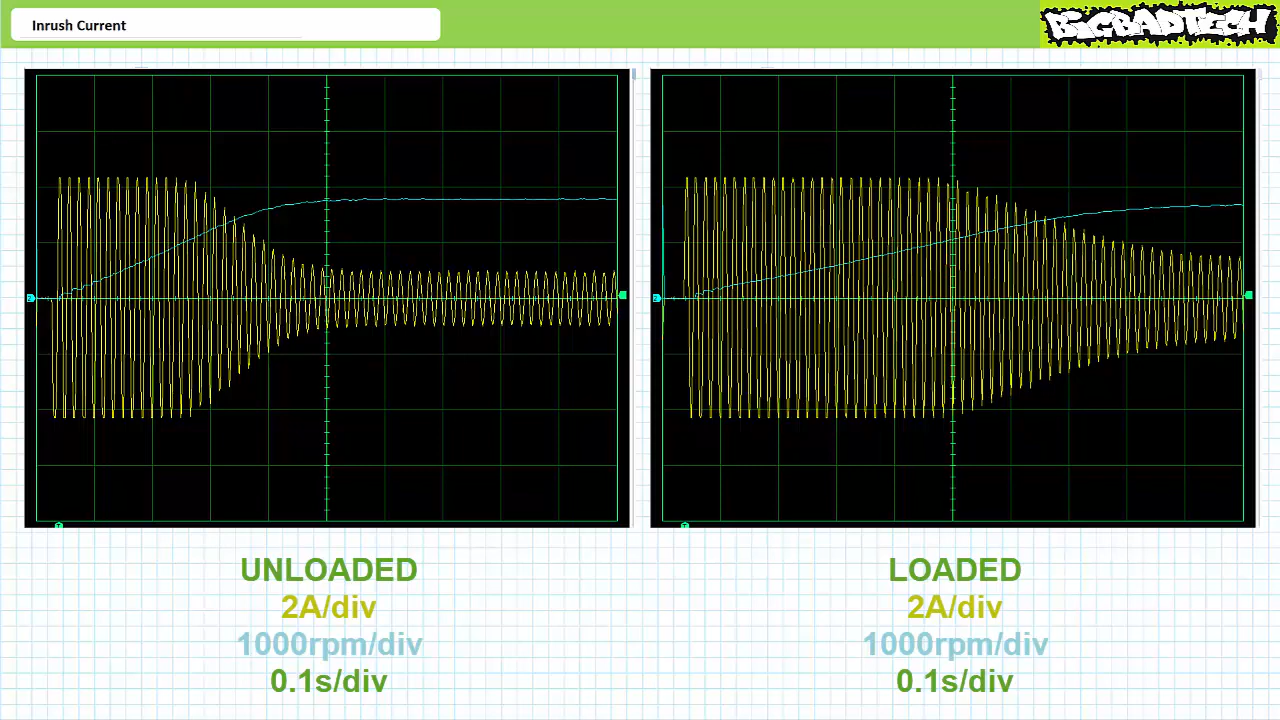 Inrush Current
BIGBADTECH
UNLOADED
2A/div
1000rpm/div
0.1s/div
LOADED
2A/div
1000rpm/div
0.1s/div